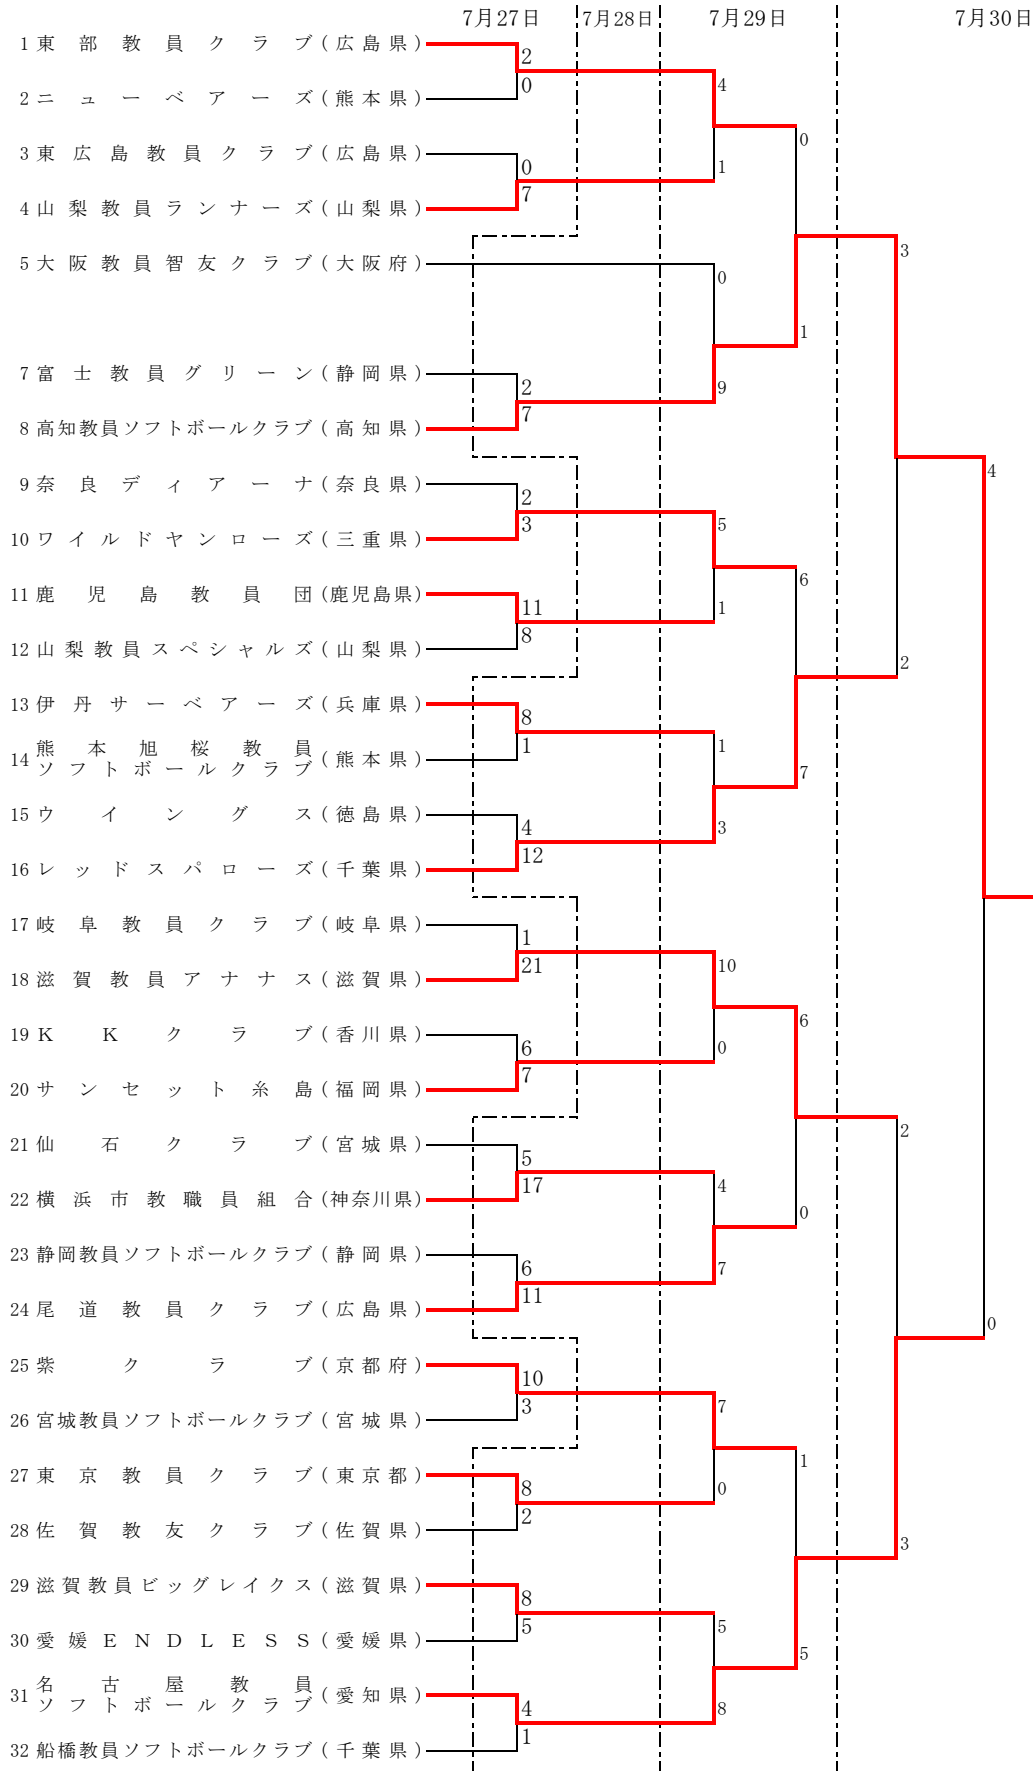 7月27日 7月28日 7月29日 7月30日
1 東部教員クラブ(広島県)
2
0
2 ニューベアーズ(熊本県)
4
0
3 東広島教員クラブ(広島県)
0
1
7
4 山梨教員ランナーズ(山梨県)
3
5 大阪教員智友クラブ(大阪府)
0
1
7 富士教員グリーン(静岡県)
2
9
7
8 高知教員ソフトボールクラブ(高知県)
4
9 奈良ディアーナ(奈良県)
2
3
5
10 ワイルドヤンローズ(三重県)
6
11 鹿児島教員団(鹿児島県)
11
1
8
12 山梨教員スペシャルズ(山梨県)
2
13 伊丹サーベアーズ(兵庫県)
8
1
1
14 熊本旭桜教員
ソフトボールクラブ(熊本県)
7
15 ウイングス(徳島県)
4
3
12
16 レッドスパローズ(千葉県)
17 岐阜教員クラブ(岐阜県)
1
21
10
18 滋賀教員アナナス(滋賀県)
6
19 KKクラブ(香川県)
6
0
7
20 サンセット糸島(福岡県)
2
21 仙石クラブ(宮城県)
5
17
4
22 横浜市教職員組合(神奈川県)
0
23 静岡教員ソフトボールクラブ(静岡県)
6
7
11
24 尾道教員クラブ(広島県)
0
25 紫クラブ(京都府)
10
3
7
26 宮城教員ソフトボールクラブ(宮城県)
1
27 東京教員クラブ(東京都)
8
0
2
28 佐賀教友クラブ(佐賀県)
3
29 滋賀教員ビッグレイクス(滋賀県)
8
5
5
30 愛媛ENDLESS(愛媛県)
5
31 名古屋教員
ソフトボールクラブ(愛知県)
4
8
1
32 船橋教員ソフトボールクラブ(千葉県)